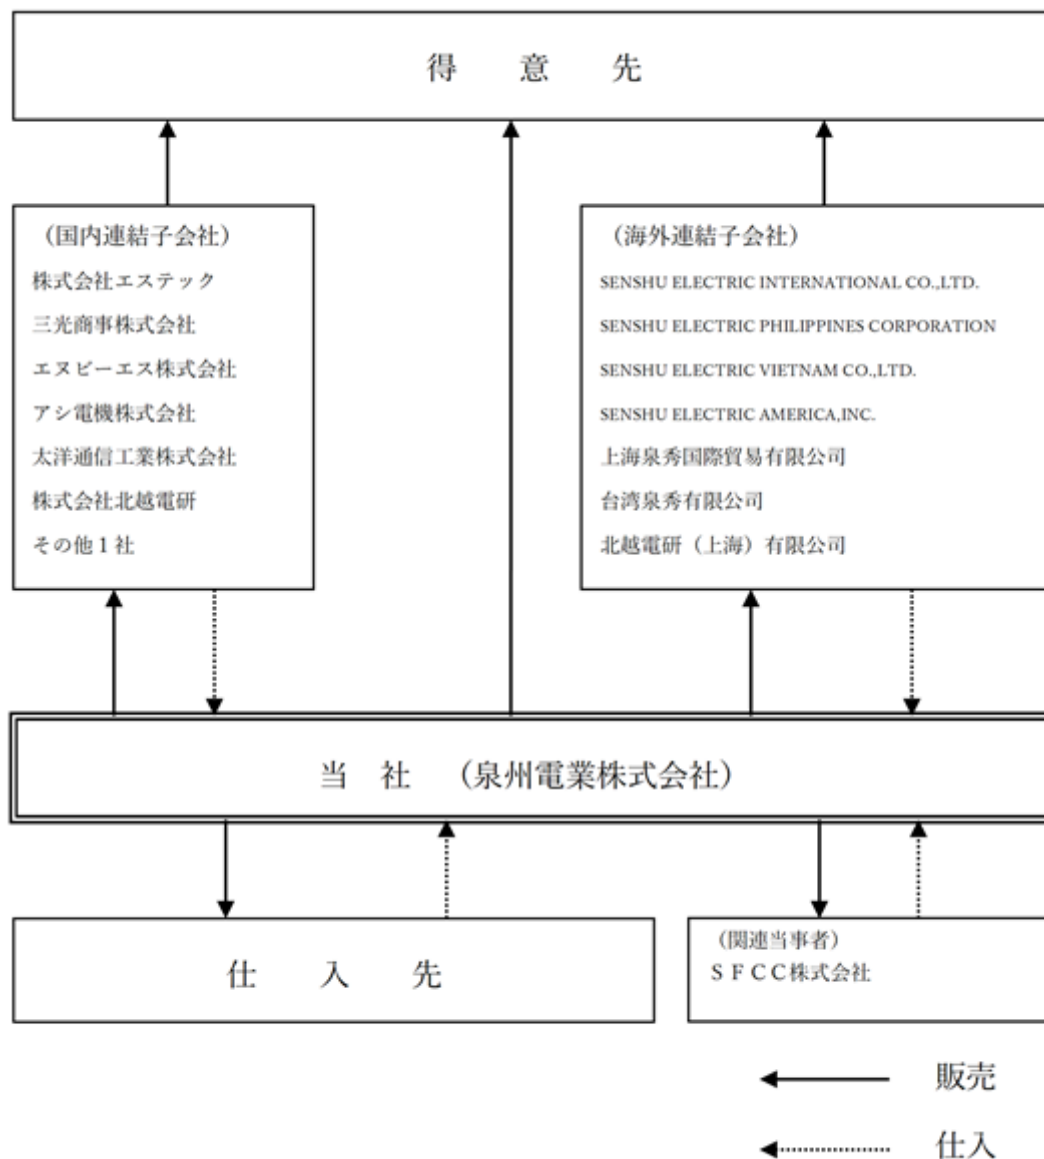 得 意 先
（国内連結子会社）
株式会社エステック
三光商事株式会社
エヌビーエス株式会社
アシ電機株式会社
太洋通信工業株式会社
株式会社北越電研
その他１社
（海外連結子会社）
SENSHU ELECTRIC INTERNATIONAL CO.,LTD.
SENSHU ELECTRIC PHILIPPINES CORPORATION
SENSHU ELECTRIC VIETNAM CO.,LTD.
SENSHU ELECTRIC AMERICA,INC.
上海泉秀国際貿易有限公司
台湾泉秀有限公司
北越電研（上海）有限公司
当 社 （泉州電業株式会社）
仕 入 先
（関連当事者）
ＳＦＣＣ株式会社
販売
仕入